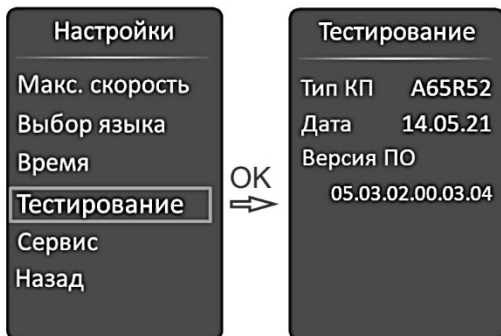 Настройки
Макс. скорость
Выбор языка
Время
Тестирование
Сервис
Назад
OK
Тестирование
Тип КП A65R52
Дата 14.05.21
Версия ПО
05.03.02.00.03.04